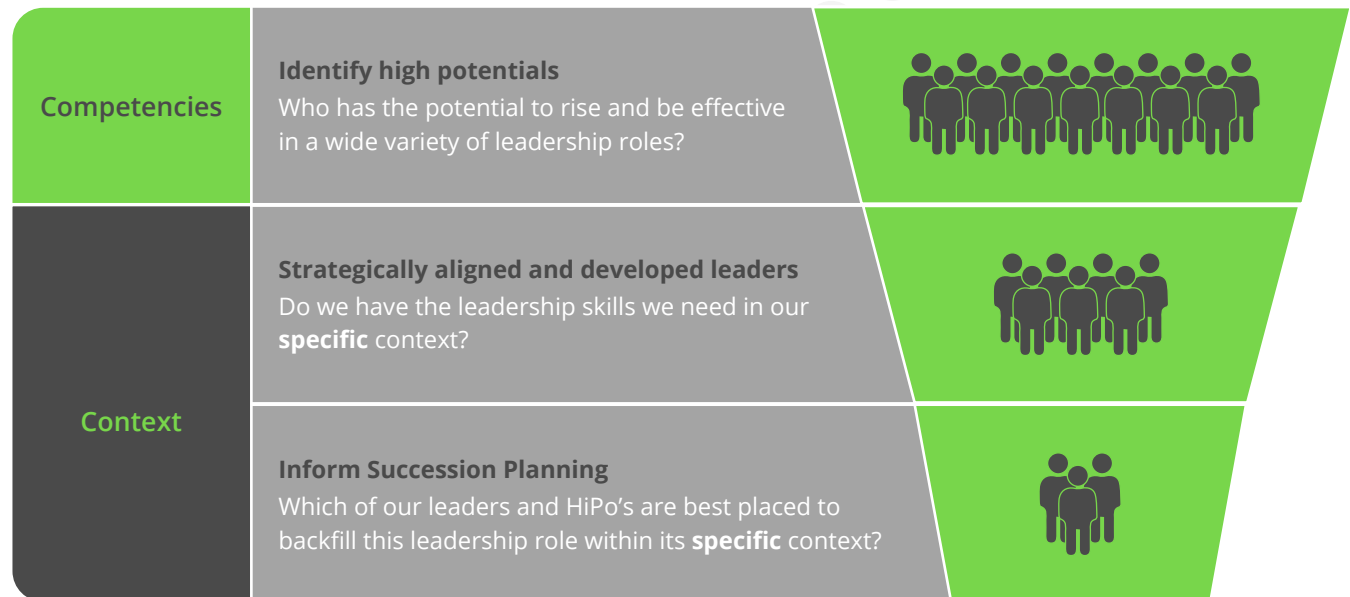 Competencies
Identify high potentials
Who has the potential to rise and be effective
in a wide variety of leadership roles?
Context
Strategically aligned and developed leaders
Do we have the leadership skills we need in our
specific context?
Inform Succession Planning
Which of our leaders and HiPo’s are best placed to
backfill this leadership role within its specific context?